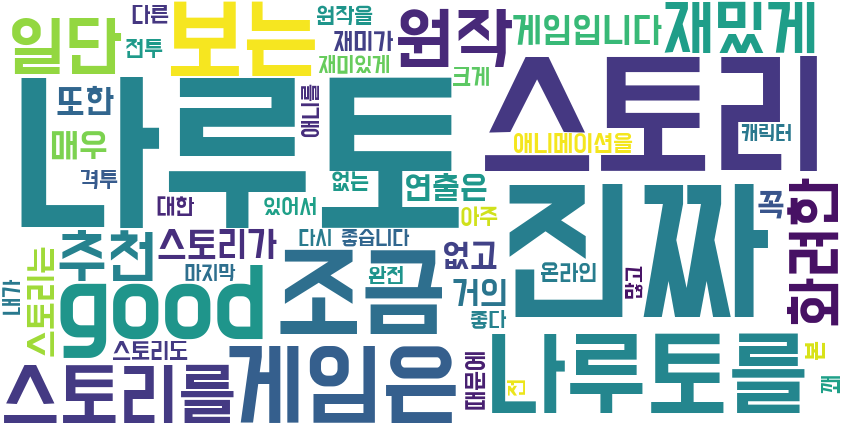 다른
원작을
일단
보는
원작
게임입니다
재밌게
전투
재미가
재미있게
크게
나루토
스토리
또한
애니를
애니메이션을
캐릭터
매우
격투
없는
연출은
진짜
꼭
화려한
대한
있어서
아주
추천
스토리가
다시
좋습니다
없고
온라인
많고
내가
스토리는
마지막
조금
완전
거의
good
좋다
스토리도
게임은
때문에
나루토를
본
스토리를
전
꽤